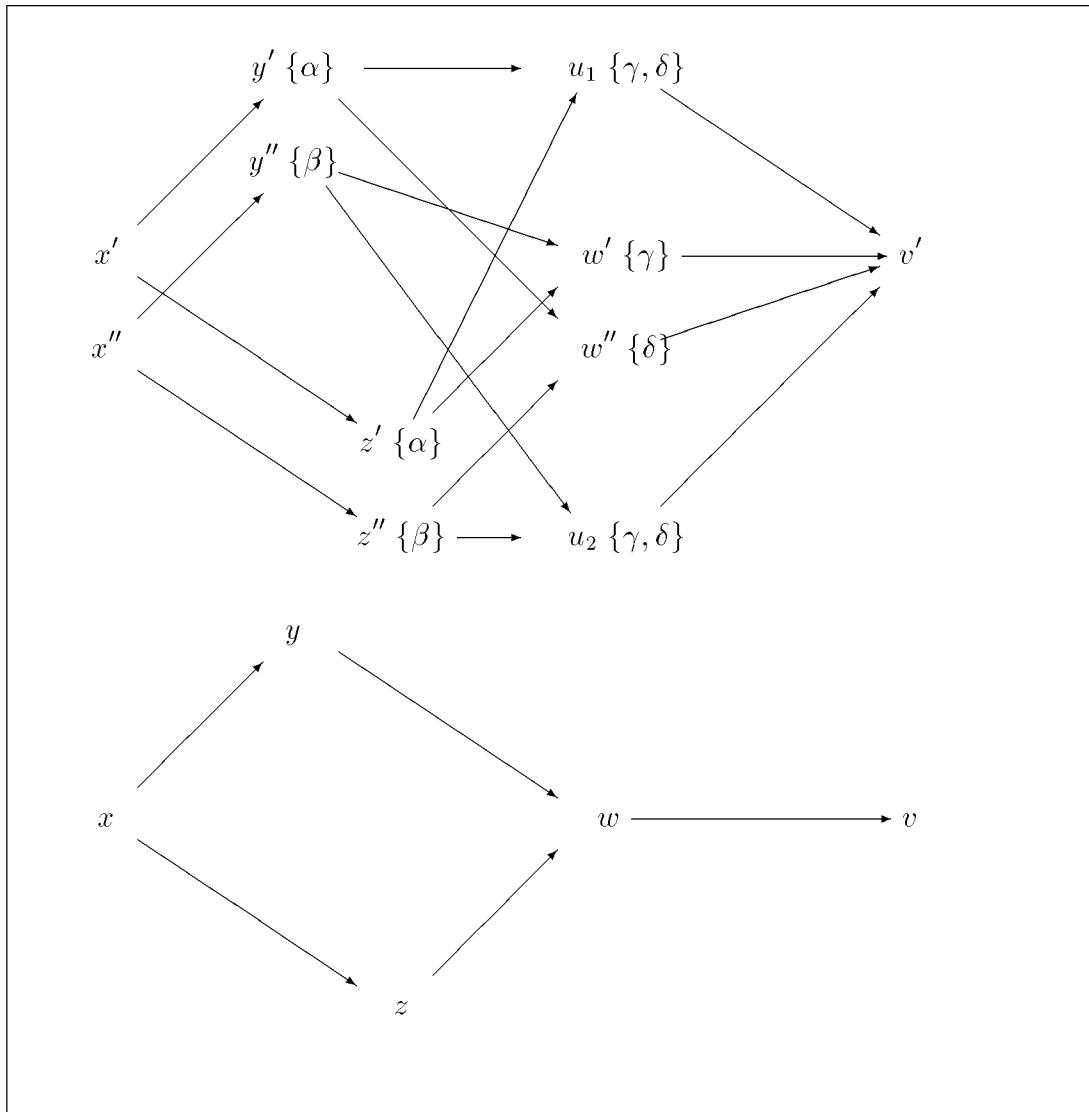 y′ {α} u₁ {γ, δ}
y″ {β}
x′ w′ {γ} v′
x″ w″ {δ}
z′ {α}
z″ {β} u₂ {γ, δ}
y
x w v
z